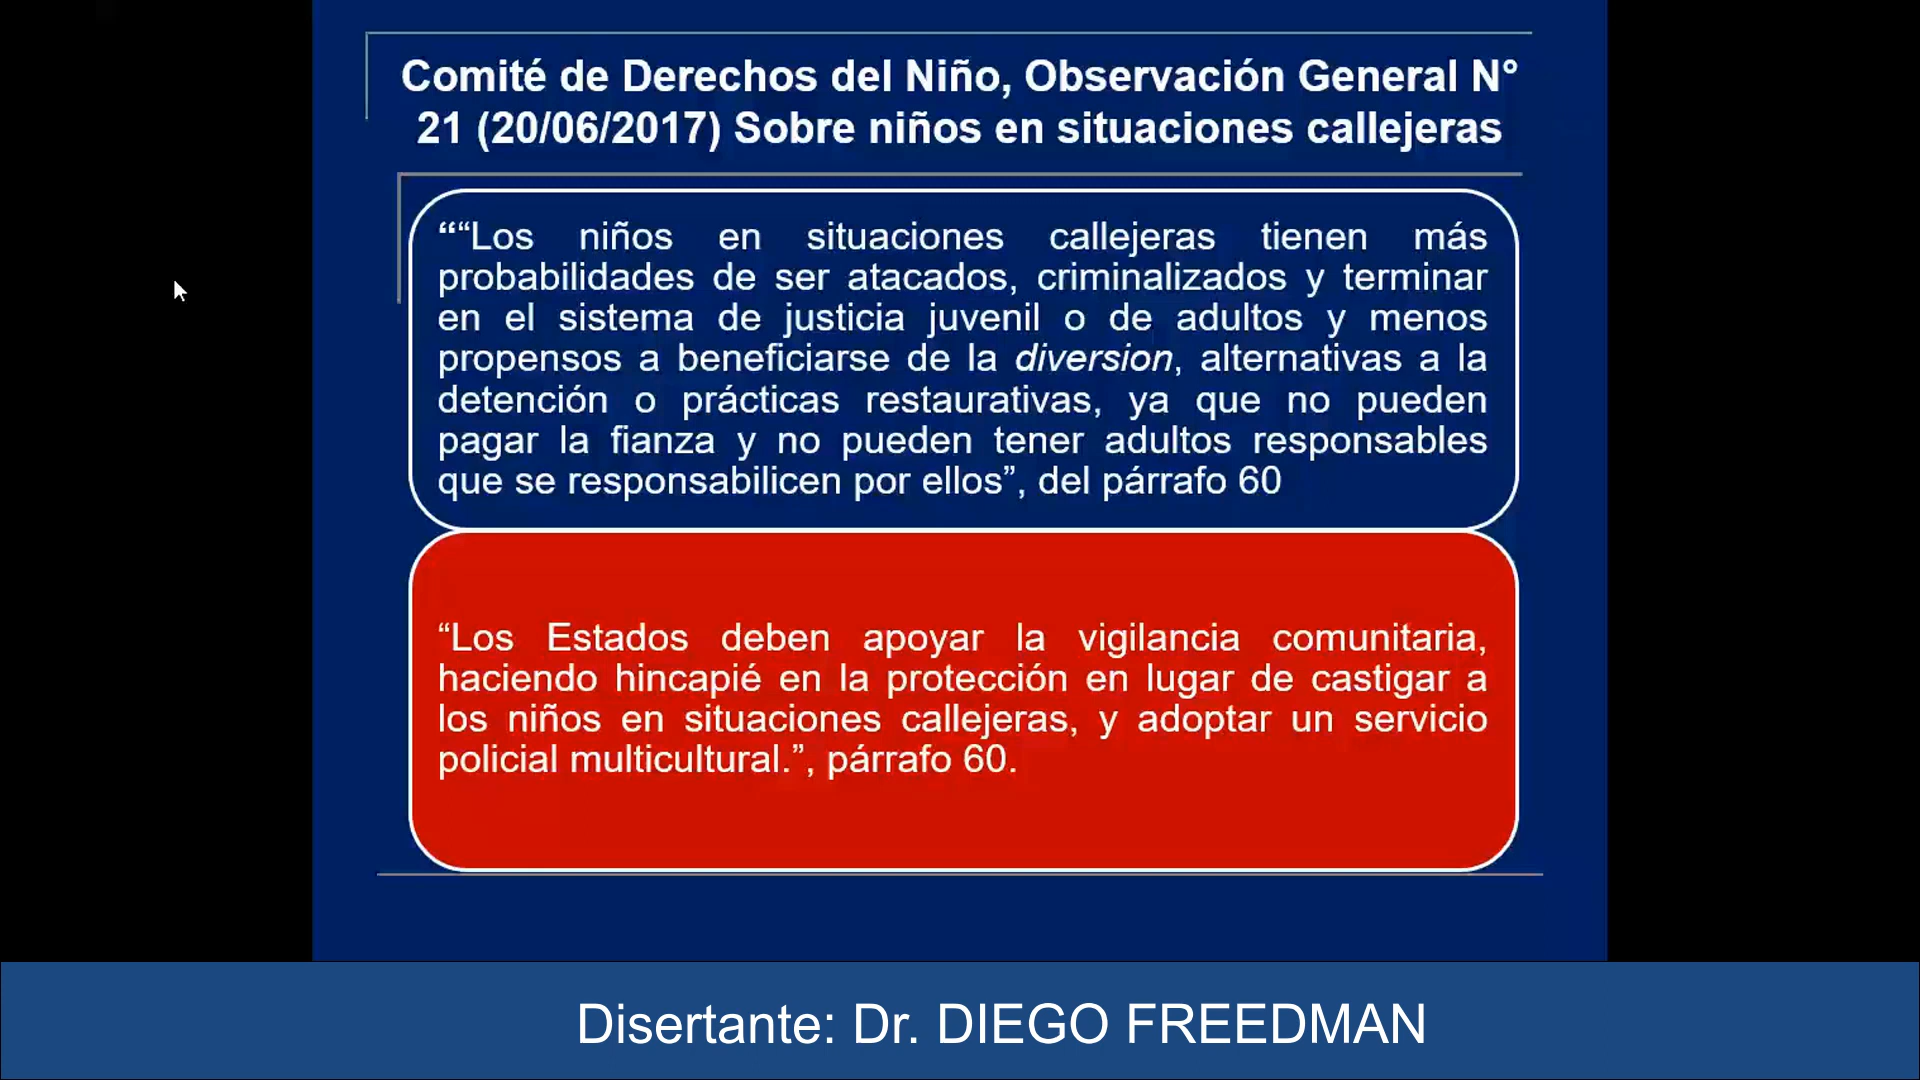 Comité de Derechos del Niño, Observación General N°
21 (20/06/2017) Sobre niños en situaciones callejeras
““Los niños en situaciones callejeras tienen más
probabilidades de ser atacados, criminalizados y terminar
en el sistema de justicia juvenil o de adultos y menos
propensos a beneficiarse de la diversion, alternativas a la
detención o prácticas restaurativas, ya que no pueden
pagar la fianza y no pueden tener adultos responsables
que se responsabilicen por ellos”, del párrafo 60
“Los Estados deben apoyar la vigilancia comunitaria,
haciendo hincapié en la protección en lugar de castigar a
los niños en situaciones callejeras, y adoptar un servicio
policial multicultural.”, párrafo 60.
Disertante: Dr. DIEGO FREEDMAN